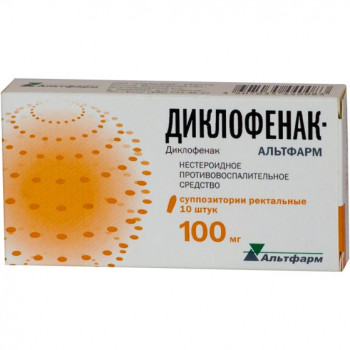 ДИКЛОФЕНАК-
АЛЬТФАРМ
Диклофенак
НЕСТЕРОИДНОЕ
ПРОТИВОВОСПАЛИТЕЛЬНОЕ
СРЕДСТВО
суппозитории ректальные
10 штук
100 мг
Альтфарм